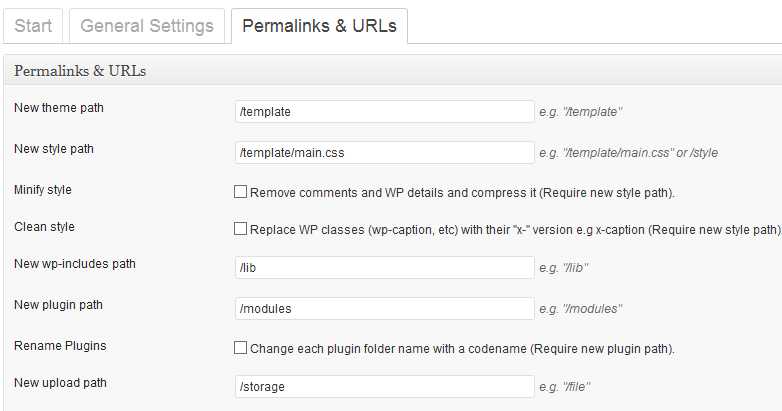 Start General Settings Permalinks & URLs
Permalinks & URLs
New theme path /template e.g. "/template"
New style path /template/main.css e.g. "/template/main.css" or /style
Minify style Remove comments and WP details and compress it (Require new style path).
Clean style Replace WP classes (wp-caption, etc) with their "x-" version e.g x-caption (Require new style path)
New wp-includes path /lib e.g. "/lib"
New plugin path /modules e.g. "/modules"
Rename Plugins Change each plugin folder name with a codename (Require new plugin path).
New upload path /storage e.g. "/file"